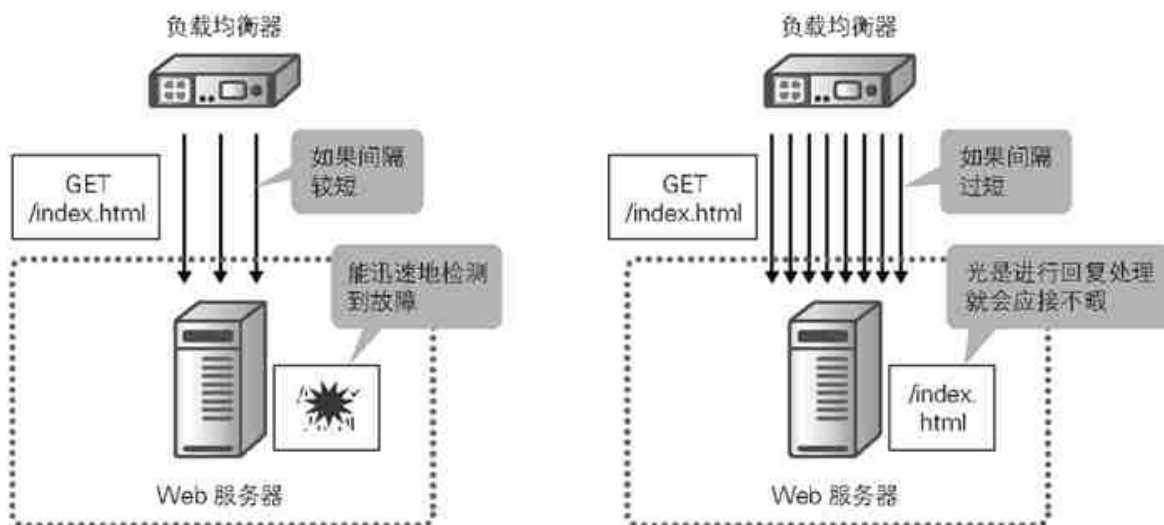 负载均衡器
GET
/index.html
如果间隔
较短
能迅速地检测
到故障
Web 服务器
负载均衡器
GET
/index.html
如果间隔
过短
光是进行回复处理
就会应接不暇
/index.
html
Web 服务器